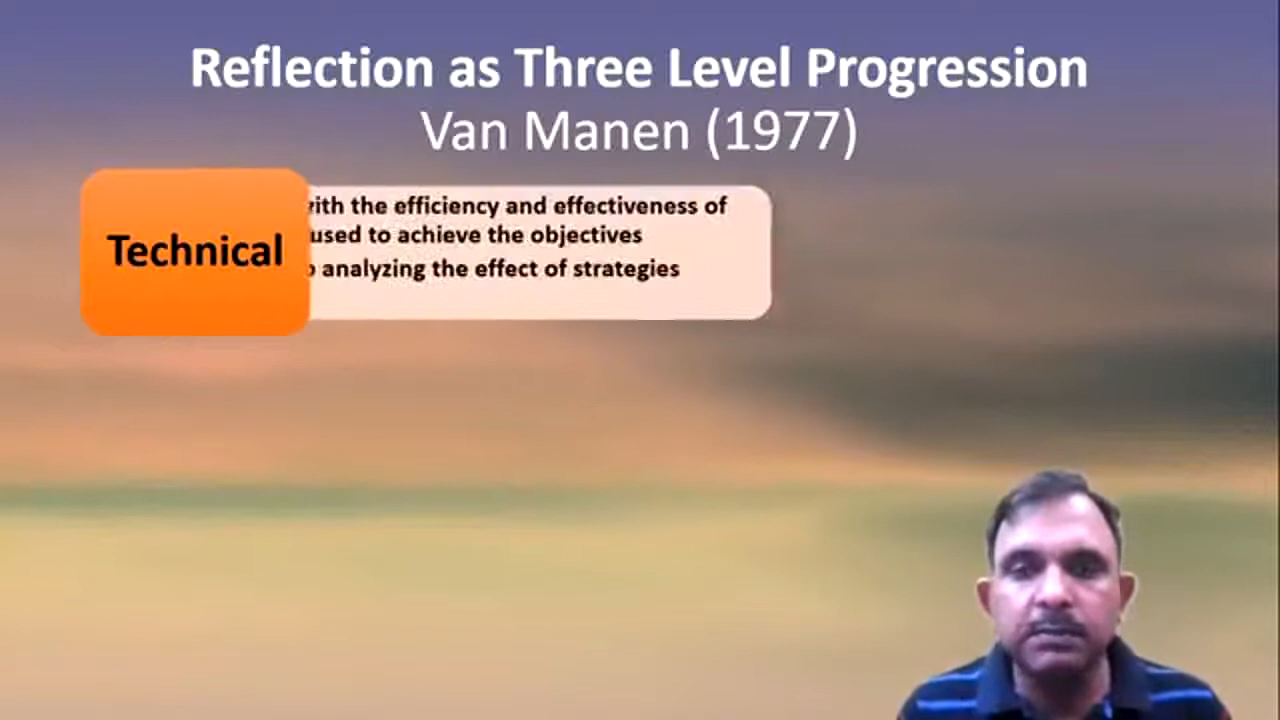 Reflection as Three Level Progression
Van Manen (1977)
Technical
the efficiency and effectiveness of
used to achieve the objectives
analyzing the effect of strategies